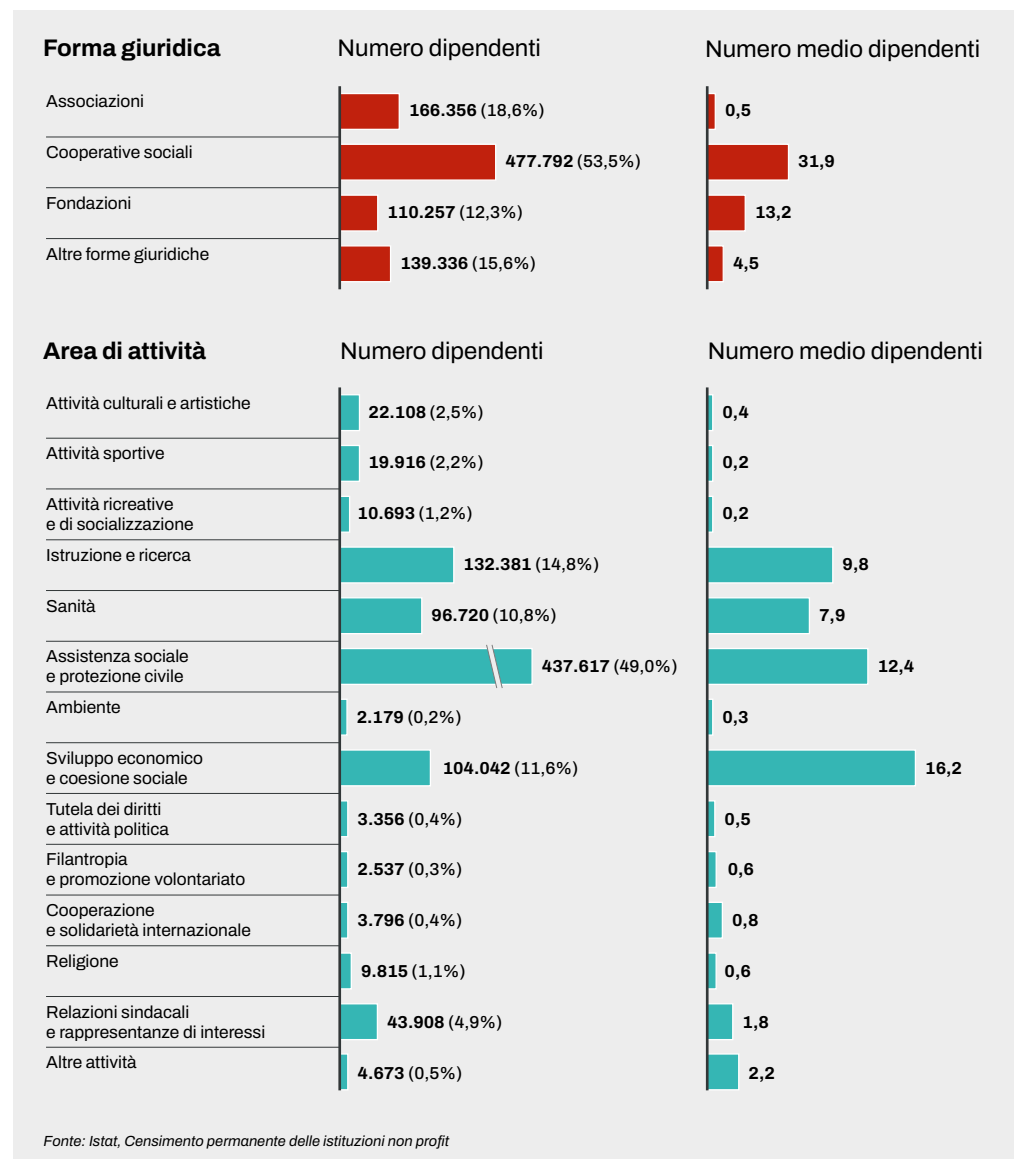 Forma giuridica Numero dipendenti Numero medio dipendenti
Associazioni 166.356 (18,6%) 0,5
Cooperative sociali 477.792 (53,5%) 31,9
Fondazioni 110.257 (12,3%) 13,2
Altre forme giuridiche 139.336 (15,6%) 4,5
Area di attività Numero dipendenti Numero medio dipendenti
Attività culturali e artistiche 22.108 (2,5%) 0,4
Attività sportive 19.916 (2,2%) 0,2
Attività ricreative
e di socializzazione 10.693 (1,2%) 0,2
Istruzione e ricerca 132.381 (14,8%) 9,8
Sanità 96.720 (10,8%) 7,9
Assistenza sociale
e protezione civile 437.617 (49,0%) 12,4
Ambiente 2.179 (0,2%) 0,3
Sviluppo economico
e coesione sociale 104.042 (11,6%) 16,2
Tutela dei diritti
e attività politica 3.356 (0,4%) 0,5
Filantropia
e promozione volontariato 2.537 (0,3%) 0,6
Cooperazione
e solidarietà internazionale 3.796 (0,4%) 0,8
Religione 9.815 (1,1%) 0,6
Relazioni sindacali
e rappresentanze di interessi 43.908 (4,9%) 1,8
Altre attività 4.673 (0,5%) 2,2
Fonte: Istat, Censimento permanente delle istituzioni non profit